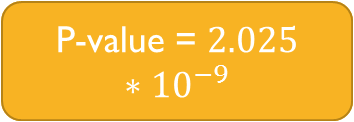 P-value = 2.025
* 10⁻⁹